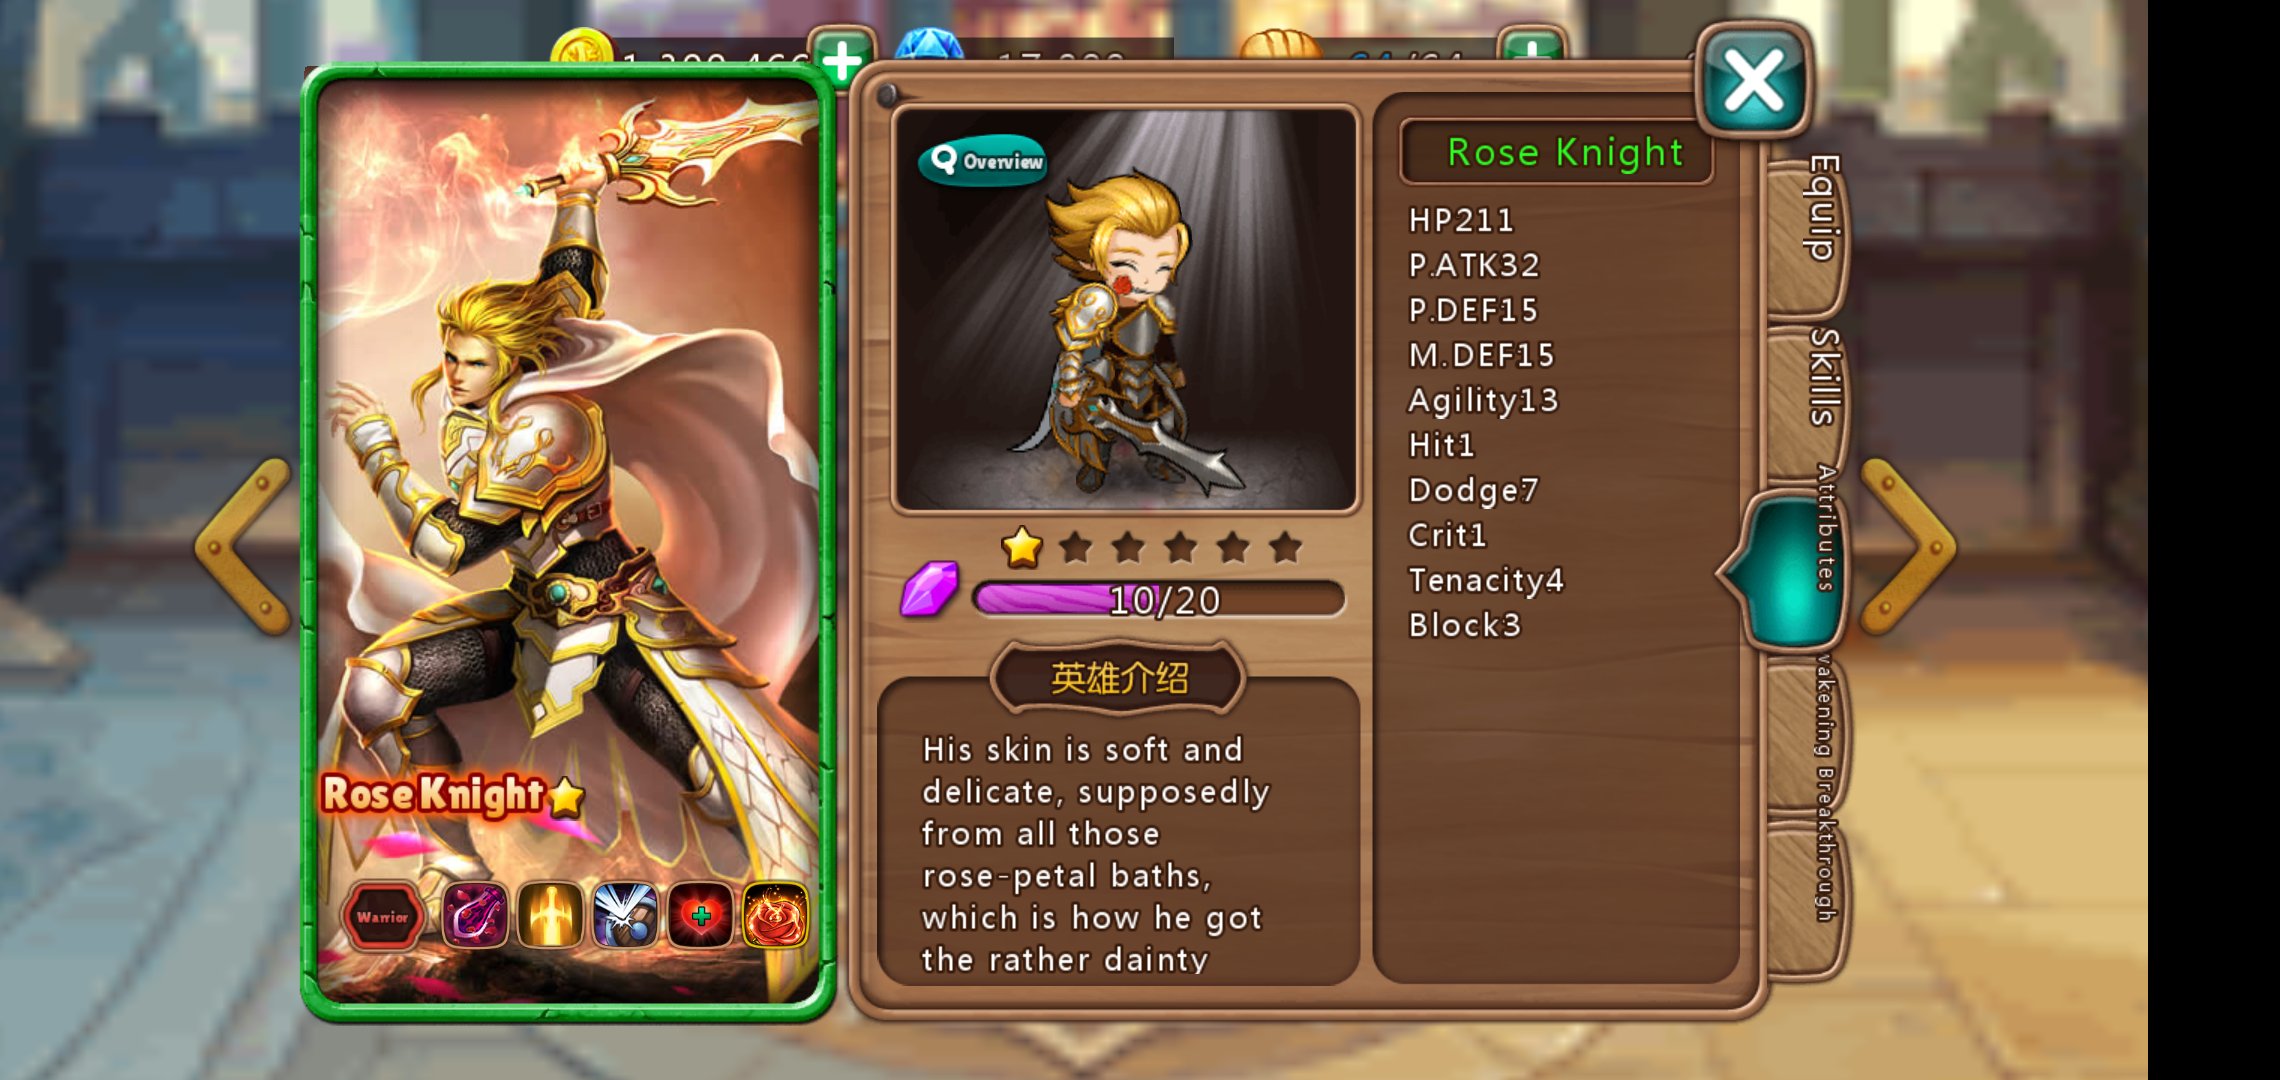 Rose Knight
Warrior
Overview
10/20
英雄介绍
His skin is soft and
delicate, supposedly
from all those
rose-petal baths,
which is how he got
the rather dainty
Rose Knight
HP211
P.ATK32
P.DEF15
M.DEF15
Agility13
Hit1
Dodge7
Crit1
Tenacity4
Block3
Equip
Skills
Attributes
wakening Breakthrough